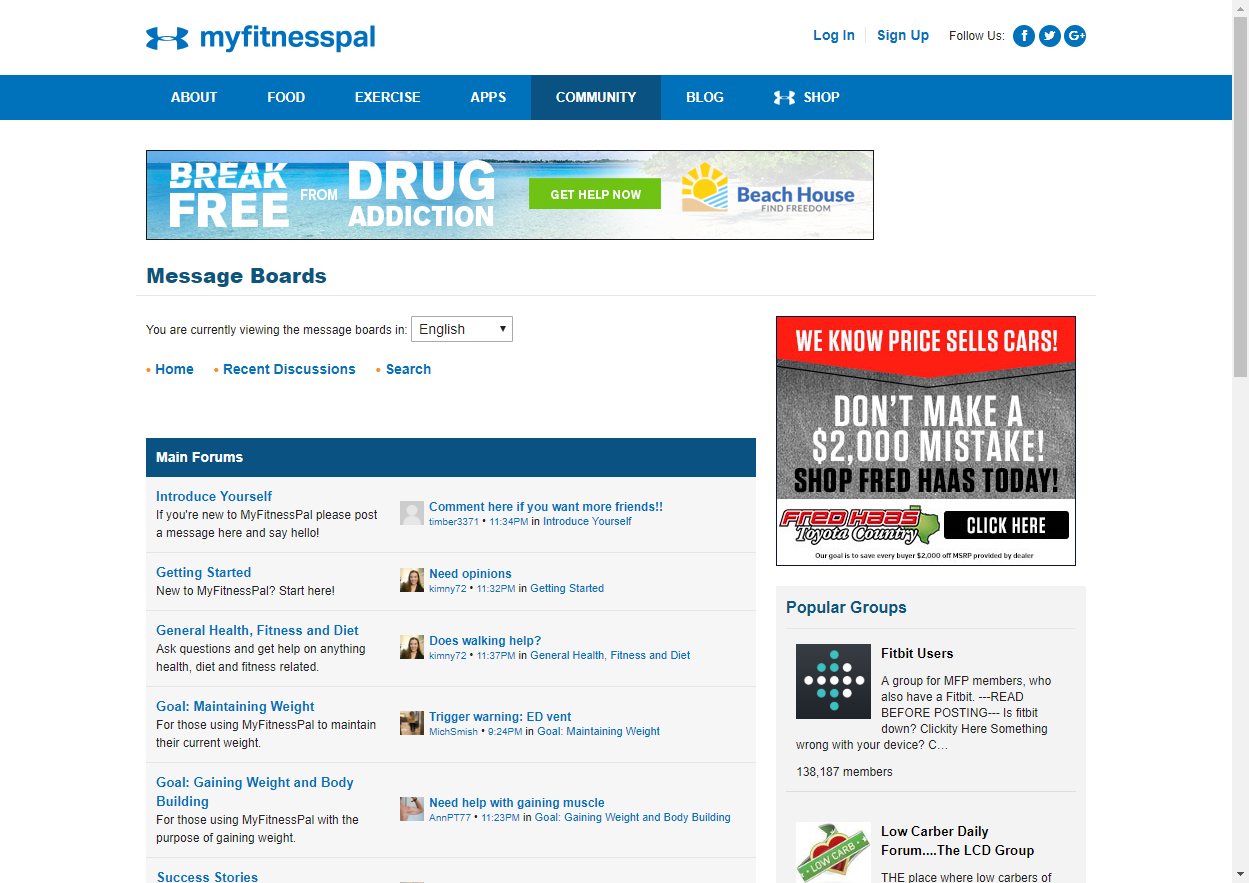 myfitnesspal
Log In
Sign Up
Follow Us:
f
G+
ABOUT
FOOD
EXERCISE
APPS
COMMUNITY
BLOG
SHOP
BREAK
FREE
FROM
DRUG
ADDICTION
GET HELP NOW
Beach House
FIND FREEDOM
Message Boards
You are currently viewing the message boards in:
English
• Home
• Recent Discussions
• Search
Main Forums
Introduce Yourself
If you're new to MyFitnessPal please post
a message here and say hello!
Comment here if you want more friends!!
timber3371 • 11:34PM in Introduce Yourself
Getting Started
New to MyFitnessPal? Start here!
Need opinions
kimny72 • 11:32PM in Getting Started
General Health, Fitness and Diet
Ask questions and get help on anything
health, diet and fitness related.
Does walking help?
kimny72 • 11:37PM in General Health, Fitness and Diet
Goal: Maintaining Weight
For those using MyFitnessPal to maintain
their current weight.
Trigger warning: ED vent
MichSmish • 9:24PM in Goal: Maintaining Weight
Goal: Gaining Weight and Body
Building
For those using MyFitnessPal with the
purpose of gaining weight.
Need help with gaining muscle
AnnPT77 • 11:23PM in Goal: Gaining Weight and Body Building
Success Stories
WE KNOW PRICE SELLS CARS!
DON'T MAKE A
$2,000 MISTAKE!
SHOP FRED HAAS TODAY!
FRED HAAS
Toyota Country
CLICK HERE
Our goal is to save every buyer $2,000 off MSRP provided by dealer
Popular Groups
Fitbit Users
A group for MFP members, who
also have a Fitbit. ---READ
BEFORE POSTING--- Is fitbit
down? Clickity Here Something
wrong with your device? C…
138,187 members
LOW CARB
Low Carber Daily
Forum....The LCD Group
THE place where low carbers of